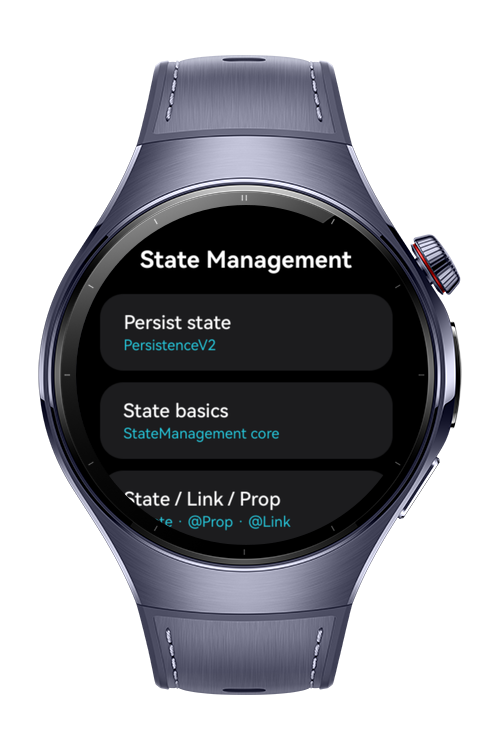 State Management
Persist state
PersistenceV2
State basics
StateManagement core
State / Link / Prop
· @Prop · @Link